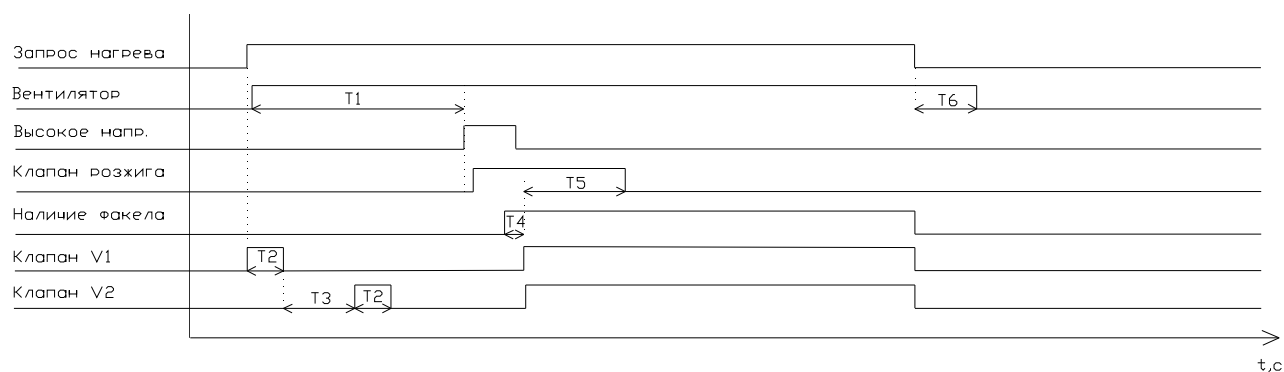 Запрос нагрева
Вентилятор
T1
T6
Высокое напр.
Клапан розжига
T5
Наличие факела
T4
Клапан V1
T2
Клапан V2
T3
T2
t,с